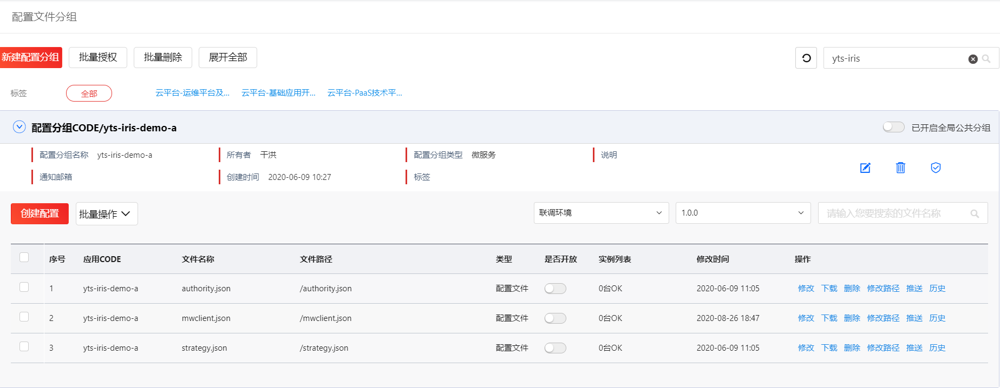 配置文件分组
新建配置分组 批量授权 批量删除 展开全部 yts-iris
标签 全部 云平台-运维平台及... 云平台-基础应用开... 云平台-PaaS技术平...
配置分组CODE/yts-iris-demo-a 已开启全局公共分组
配置分组名称 yts-iris-demo-a 所有者 干洪 配置分组类型 微服务 说明
通知邮箱 创建时间 2020-06-09 10:27 标签
创建配置 批量操作 联调环境 1.0.0 请输入您要搜索的文件名称
序号 应用CODE 文件名称 文件路径 类型 是否开放 实例列表 修改时间 操作
1 yts-iris-demo-a authority.json /authority.json 配置文件 0台OK 2020-06-09 11:05 修改 下载 删除 修改路径 推送 历史
2 yts-iris-demo-a mwclient.json /mwclient.json 配置文件 0台OK 2020-08-26 18:47 修改 下载 删除 修改路径 推送 历史
3 yts-iris-demo-a strategy.json /strategy.json 配置文件 0台OK 2020-06-09 11:05 修改 下载 删除 修改路径 推送 历史